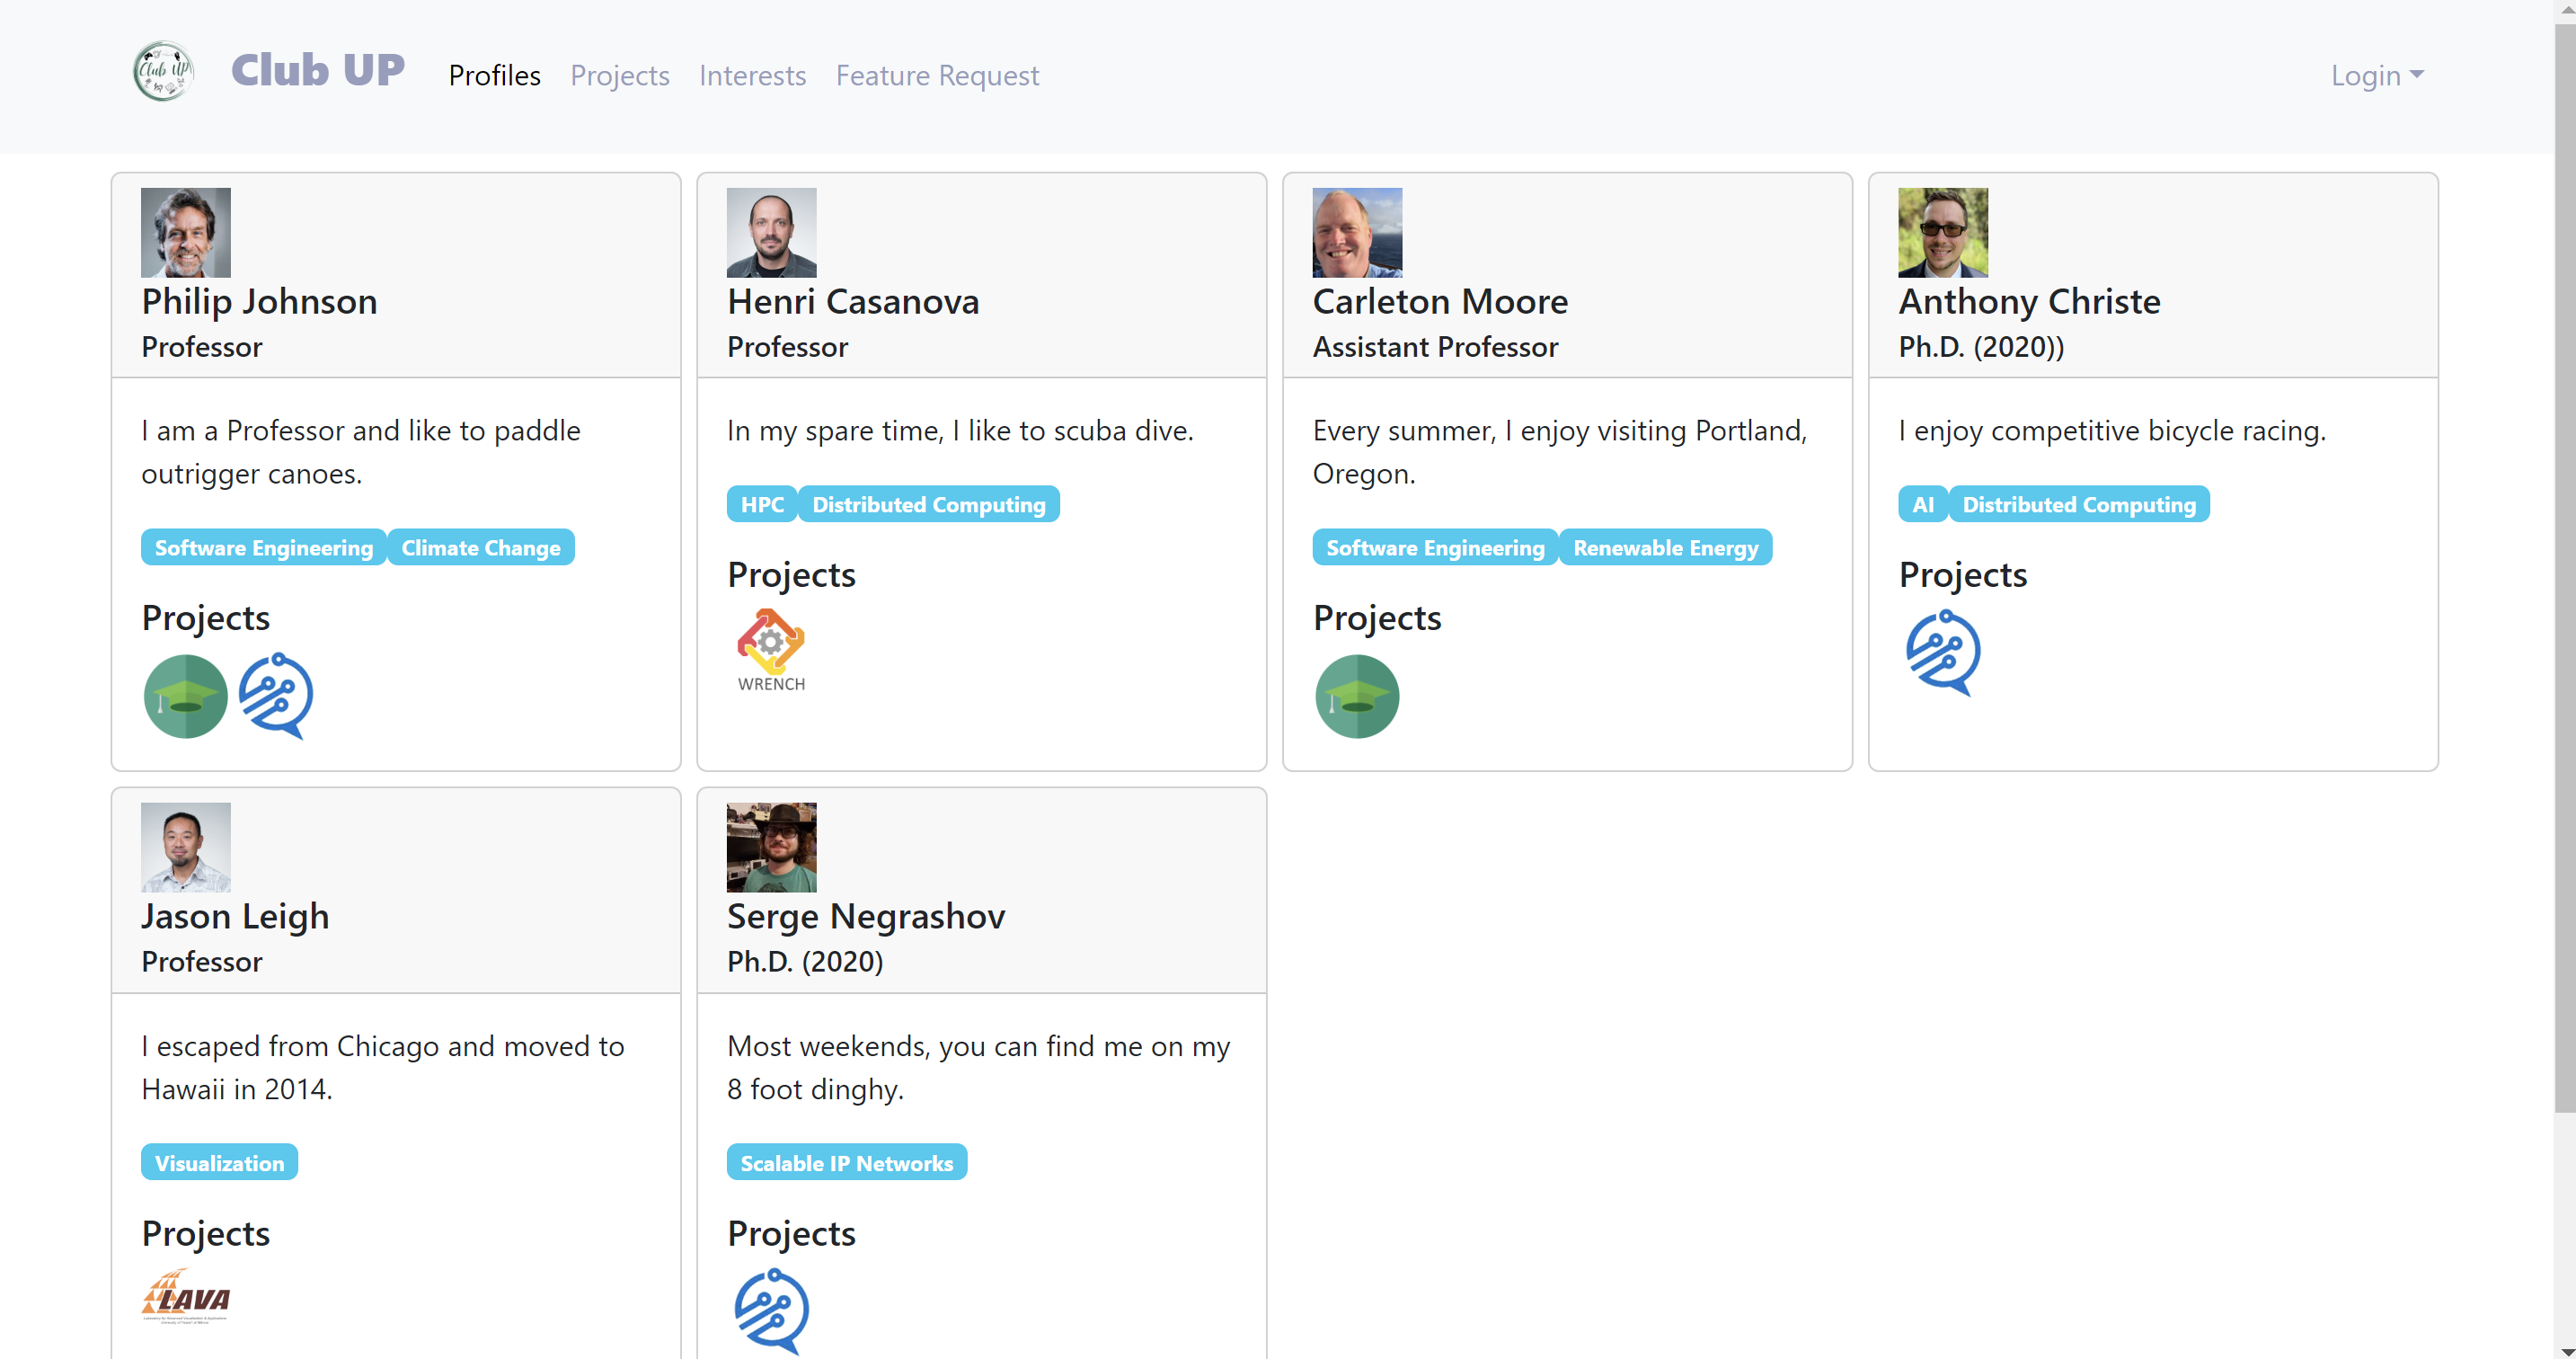 Club UP
Club UP
Profiles
Projects
Interests
Feature Request
Login
Philip Johnson
Professor
I am a Professor and like to paddle
outrigger canoes.
Software Engineering
Climate Change
Projects
Henri Casanova
Professor
In my spare time, I like to scuba dive.
HPC
Distributed Computing
Projects
WRENCH
Carleton Moore
Assistant Professor
Every summer, I enjoy visiting Portland,
Oregon.
Software Engineering
Renewable Energy
Projects
Anthony Christe
Ph.D. (2020))
I enjoy competitive bicycle racing.
AI
Distributed Computing
Projects
Jason Leigh
Professor
I escaped from Chicago and moved to
Hawaii in 2014.
Visualization
Projects
LAVA
Serge Negrashov
Ph.D. (2020)
Most weekends, you can find me on my
8 foot dinghy.
Scalable IP Networks
Projects